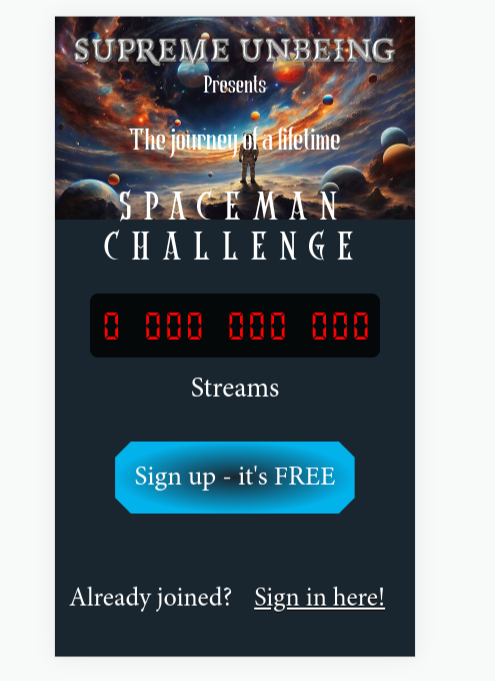 SUPREME UNBEING
Presents
The journey of a lifetime
SPACEMAN
CHALLENGE
0 000 000 000
Streams
Sign up - it's FREE
Already joined? Sign in here!